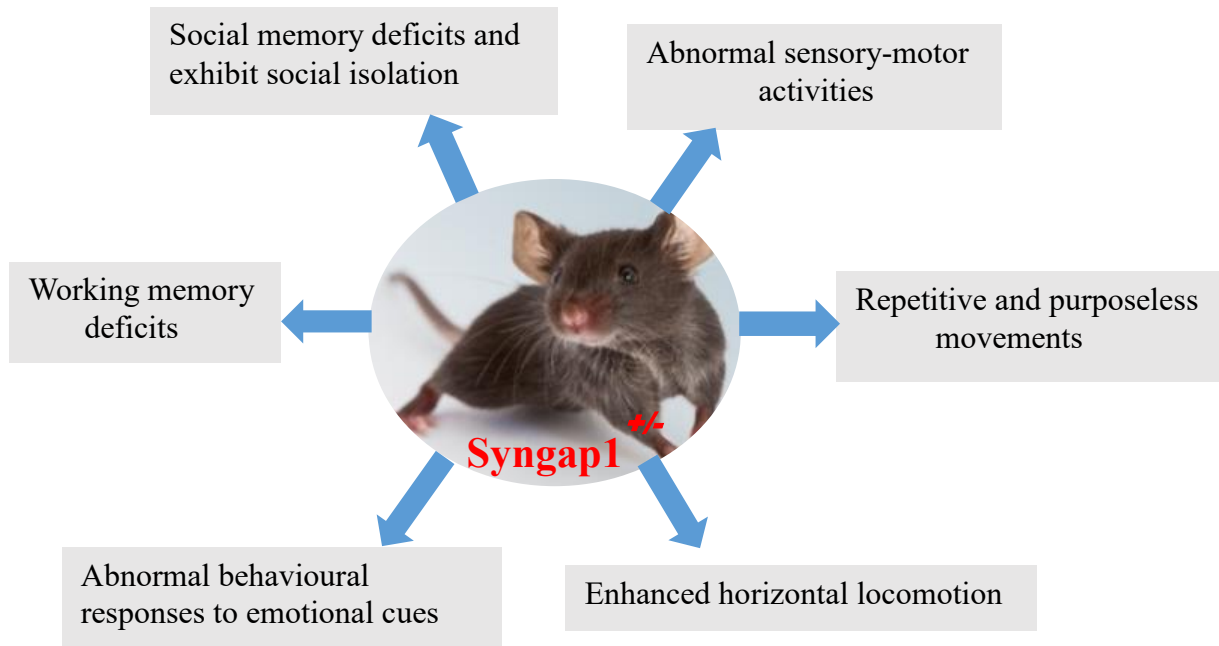 Social memory deficits and
exhibit social isolation
Abnormal sensory-motor
activities
Working memory
deficits
Repetitive and purposeless
movements
Syngap1 +/-
Abnormal behavioural
responses to emotional cues
Enhanced horizontal locomotion